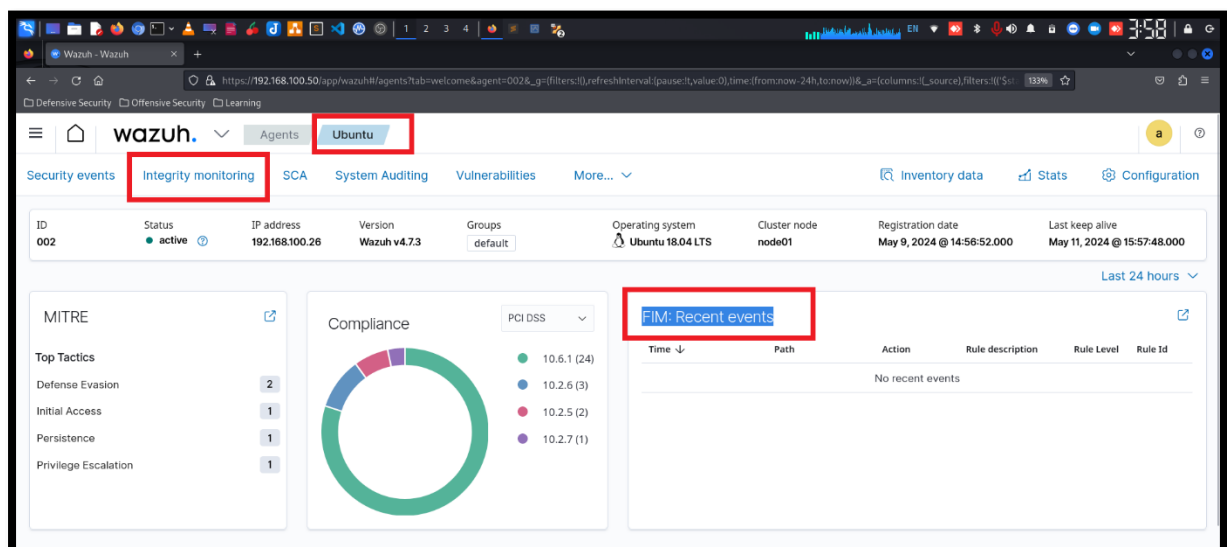 1 2 3 4 EN 3:58
Wazuh - Wazuh
https://192.168.100.50/app/wazuh#/agents?tab=welcome&agent=002&_g=(filters:!(),refreshInterval:(pause:!t,value:0),time:(from:now-24h,to:now))&_a=(columns:!(_source),filters:!(('$st 133%
Defensive Security Offensive Security Learning
wazuh. Agents Ubuntu a
Security events Integrity monitoring SCA System Auditing Vulnerabilities More... Inventory data Stats Configuration
ID Status IP address Version Groups Operating system Cluster node Registration date Last keep alive
002 active 192.168.100.26 Wazuh v4.7.3 default Ubuntu 18.04 LTS node01 May 9, 2024 @ 14:56:52.000 May 11, 2024 @ 15:57:48.000
Last 24 hours
MITRE
Top Tactics
Defense Evasion 2
Initial Access 1
Persistence 1
Privilege Escalation 1
Compliance PCI DSS
10.6.1 (24)
10.2.6 (3)
10.2.5 (2)
10.2.7 (1)
FIM: Recent events
Time Path Action Rule description Rule Level Rule Id
No recent events